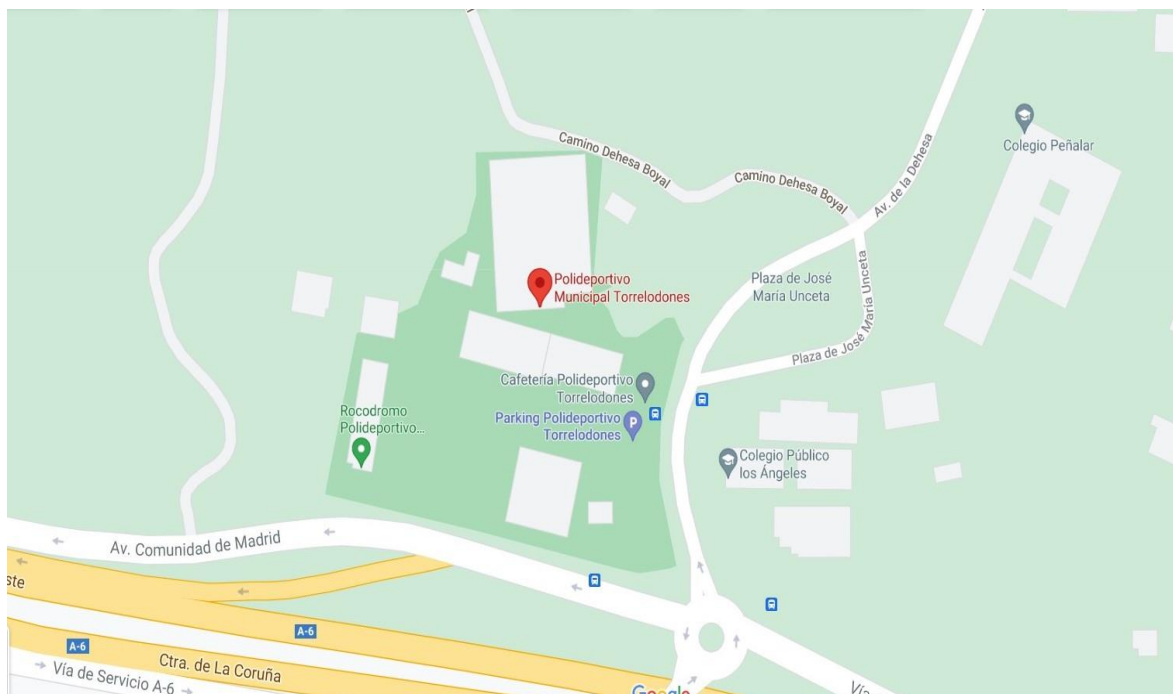 Camino Dehesa Boyal
Camino Dehesa Boyal
Av. de la Dehesa
Colegio Peñalar
Polideportivo
Municipal Torrelodones
Plaza de José
María Unceta
Plaza de José María Unceta
Cafetería Polideportivo
Torrelodones
Rocodromo
Polideportivo...
Parking Polideportivo
Torrelodones
P
Colegio Público
los Ángeles
Av. Comunidad de Madrid
A-6
A-6
Ctra. de La Coruña
Vía de Servicio A-6
Google
Vía